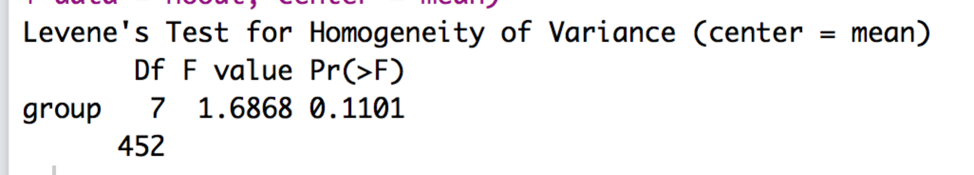 Levene's Test for Homogeneity of Variance (center = mean)
Df F value Pr(>F)
group 7 1.6868 0.1101
452